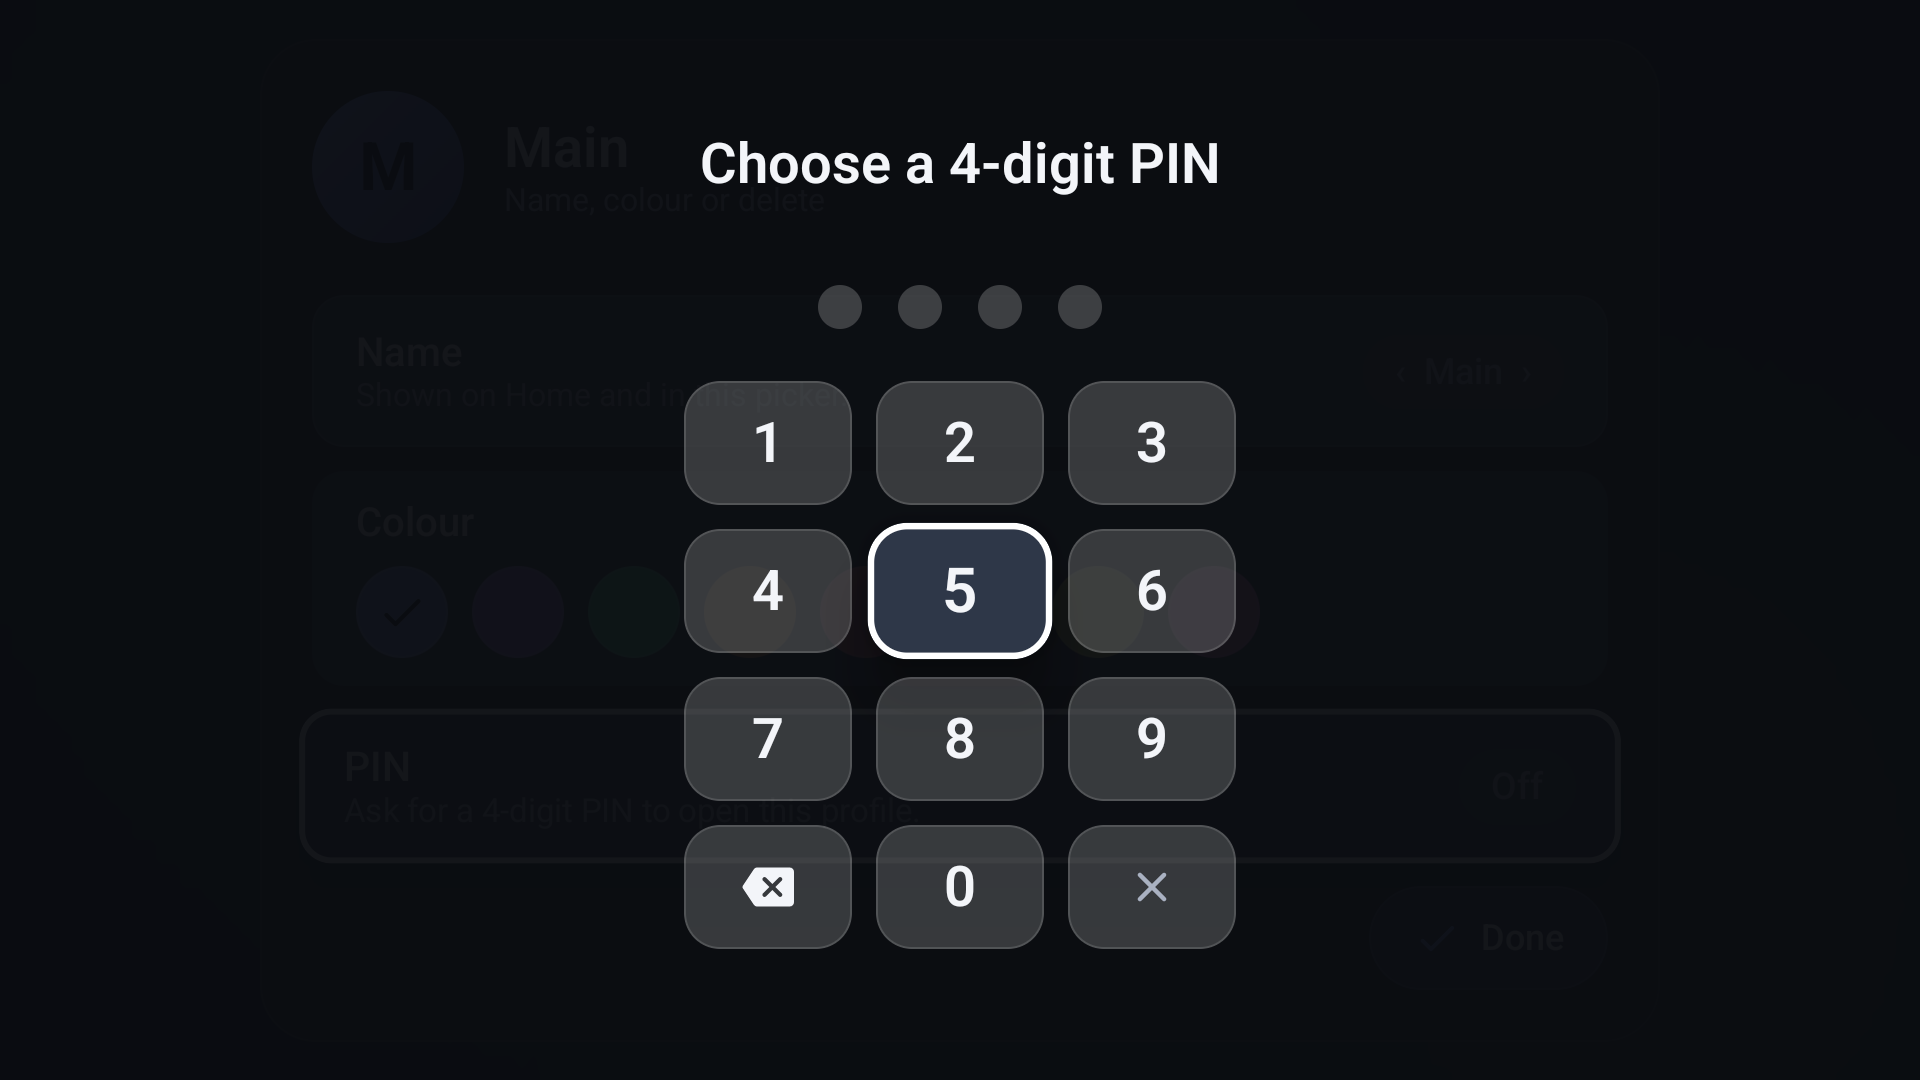 M
Main
Name, colour or delete
Choose a 4-digit PIN
Name
Shown on Home and in this picker
‹ Main ›
1 2 3
Colour
4 5 6
7 8 9
PIN
Ask for a 4-digit PIN to open this profile.
Off
0
Done